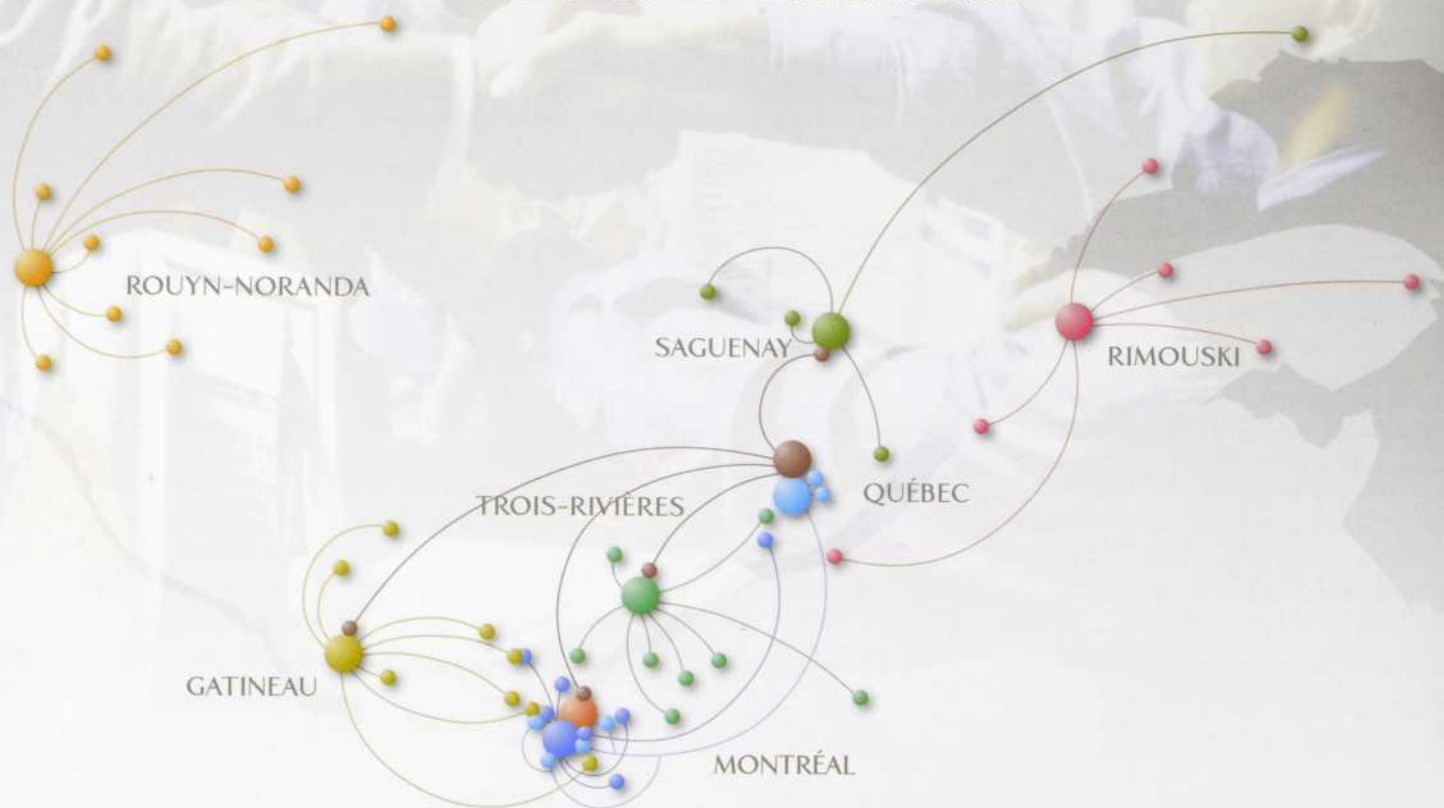 ROUYN-NORANDA
SAGUENAY
RIMOUSKI
TROIS-RIVIÈRES
QUÉBEC
GATINEAU
MONTRÉAL